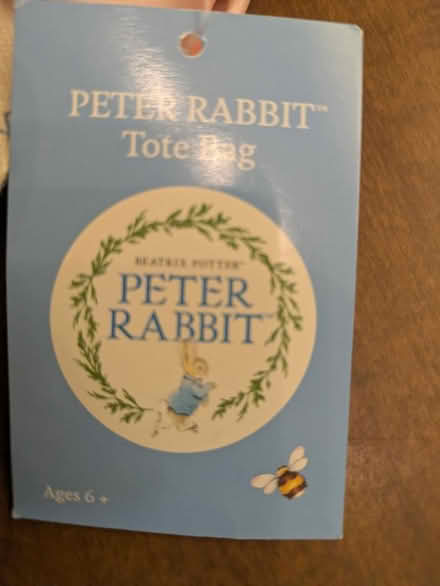 PETER RABBIT™
Tote Bag
BEATRIX POTTER™
PETER
RABBIT™
Ages 6+